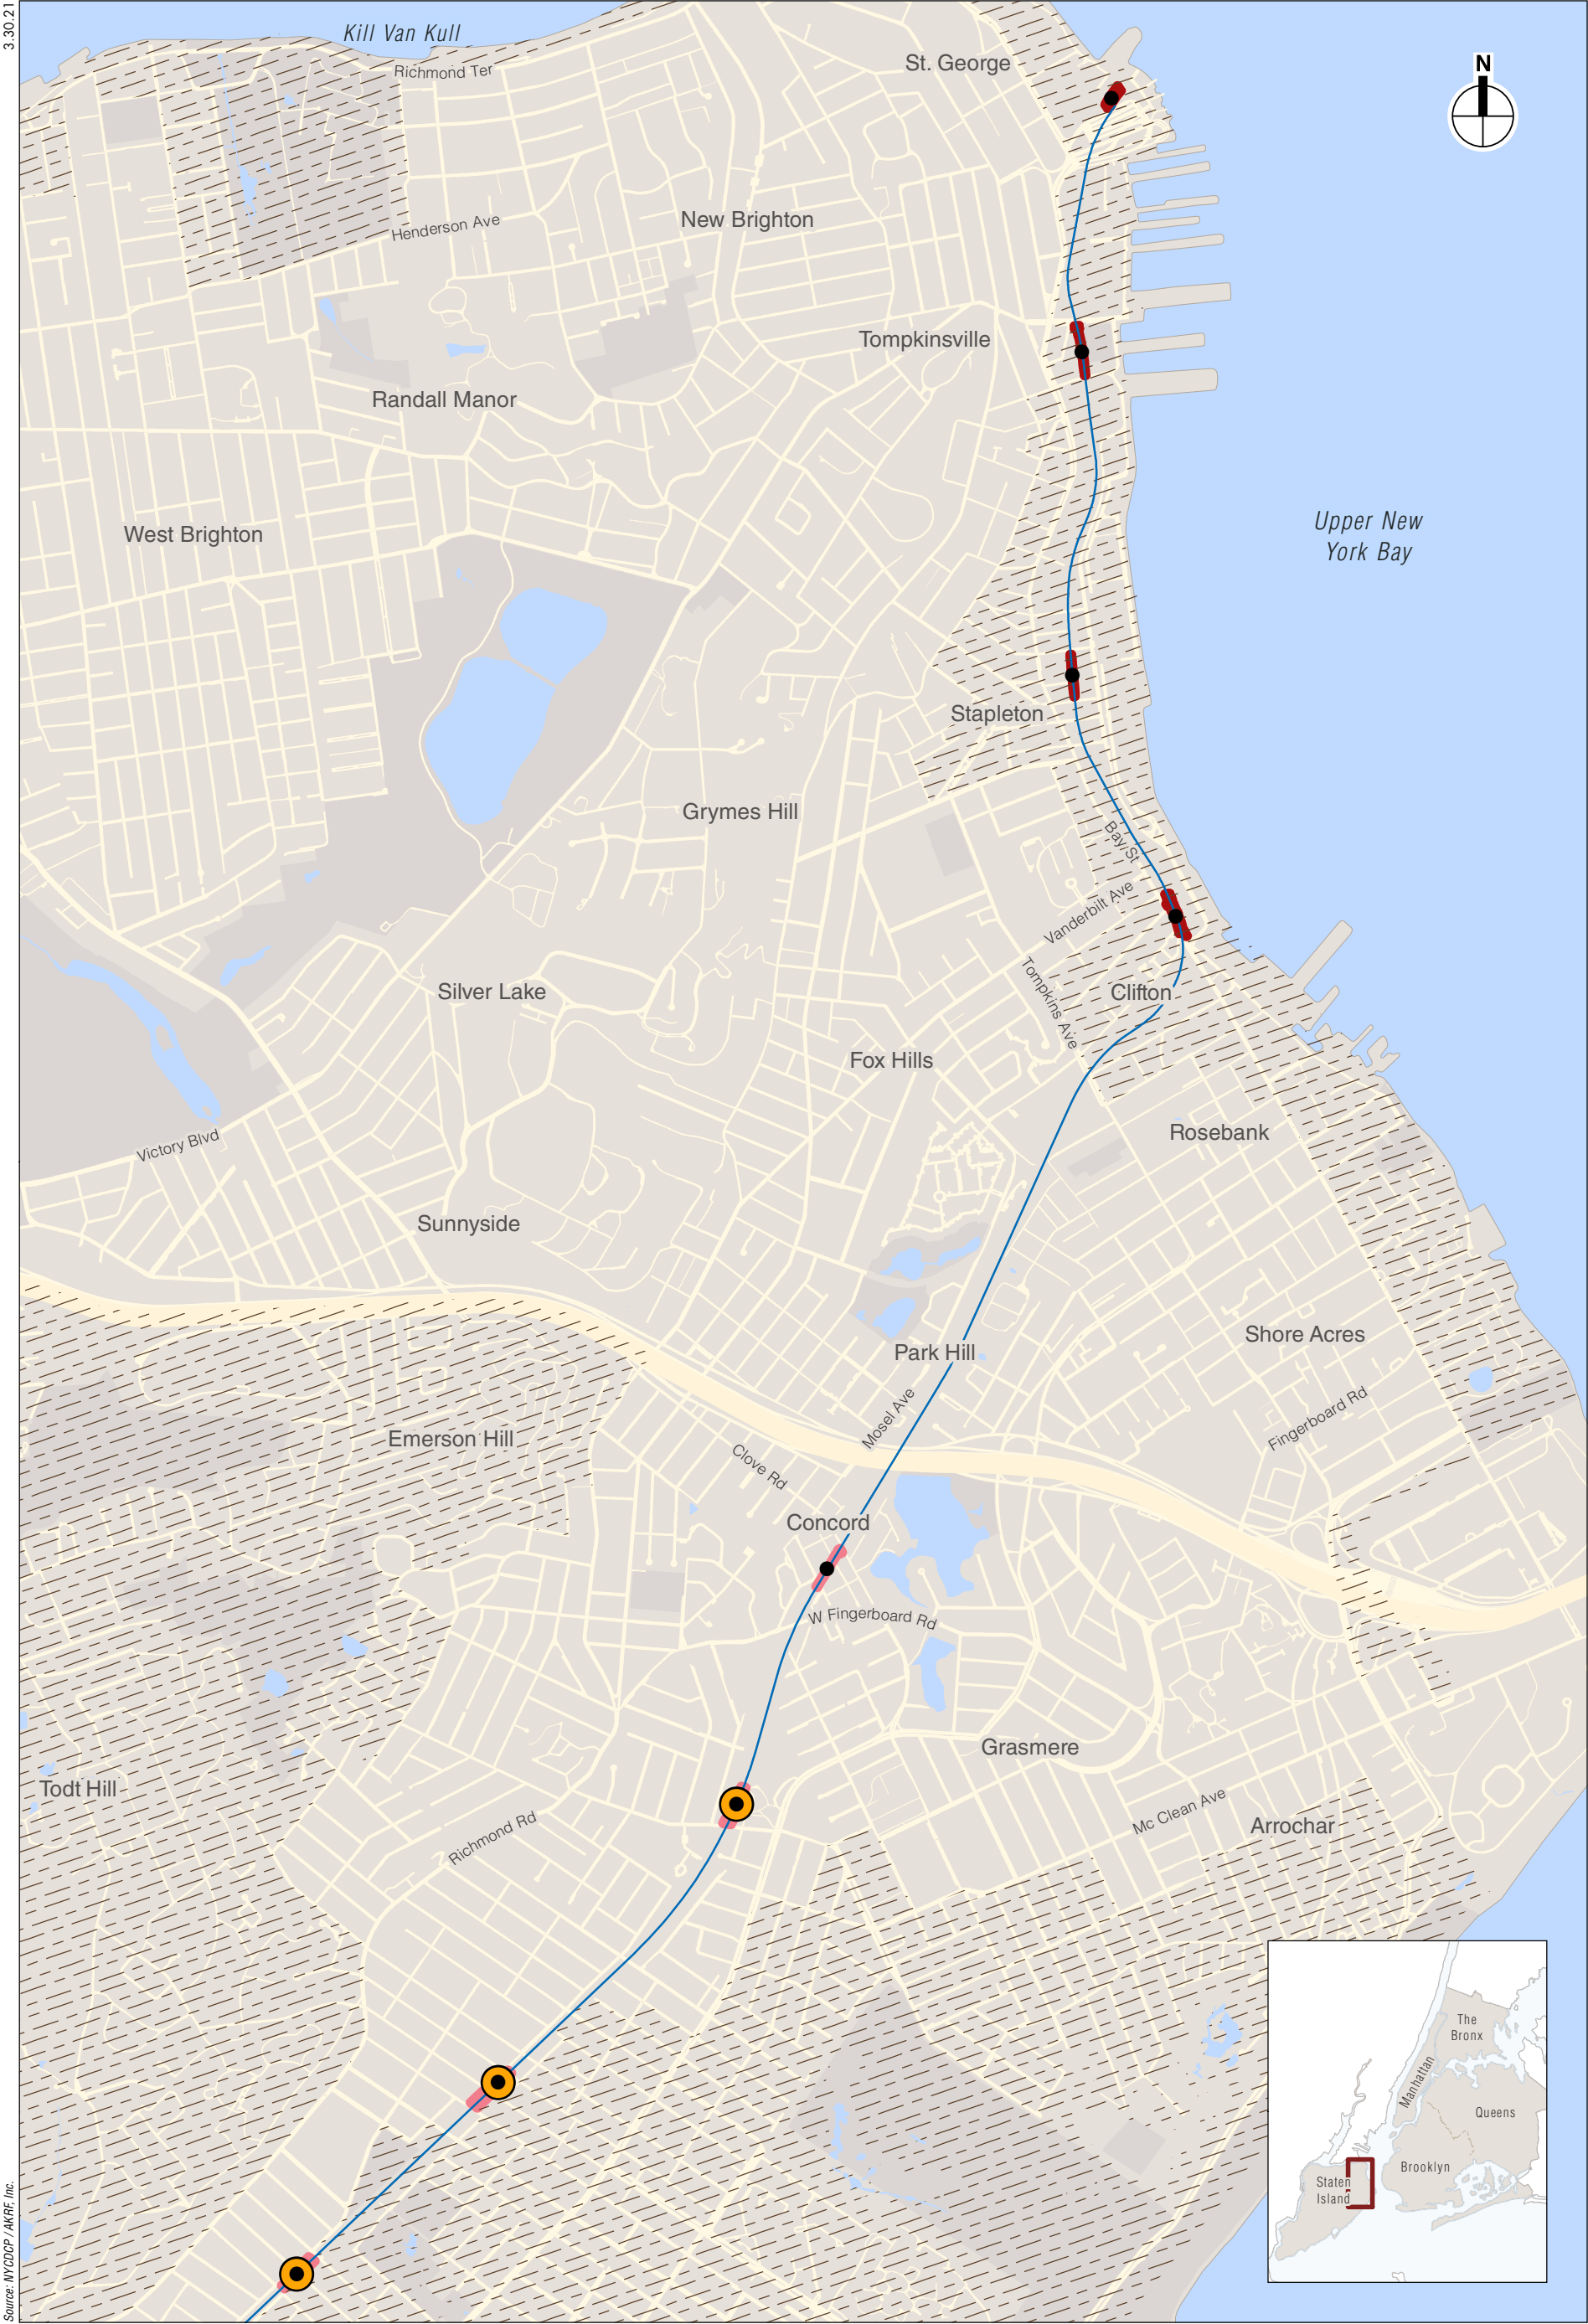 3.30.21
Kill Van Kull
Richmond Ter
St. George
N
Henderson Ave
New Brighton
Tompkinsville
Randall Manor
West Brighton
Upper New
York Bay
Stapleton
Grymes Hill
Bay St
Vanderbilt Ave
Tompkins Ave
Silver Lake
Clifton
Fox Hills
Victory Blvd
Rosebank
Sunnyside
Shore Acres
Park Hill
Mosel Ave
Fingerboard Rd
Emerson Hill
Clove Rd
Concord
W Fingerboard Rd
Grasmere
Todt Hill
Mc Clean Ave
Arrochar
Richmond Rd
The
Bronx
Manhattan
Queens
Brooklyn
Staten
Island
Source: NYCDCP / AKRF, Inc.